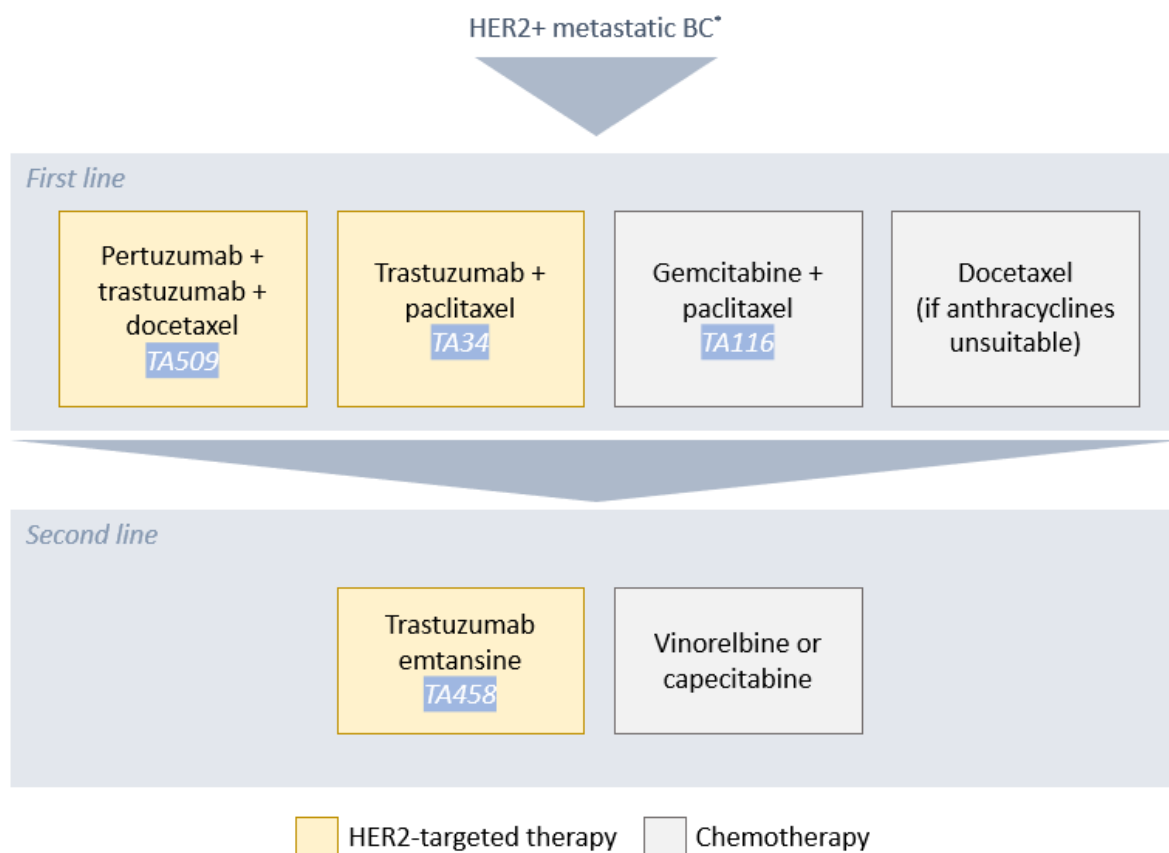 HER2+ metastatic BC*
First line
Pertuzumab +
trastuzumab +
docetaxel
TA509
Trastuzumab +
paclitaxel
TA34
Gemcitabine +
paclitaxel
TA116
Docetaxel
(if anthracyclines
unsuitable)
Second line
Trastuzumab
emtansine
TA458
Vinorelbine or
capecitabine
HER2-targeted therapy
Chemotherapy